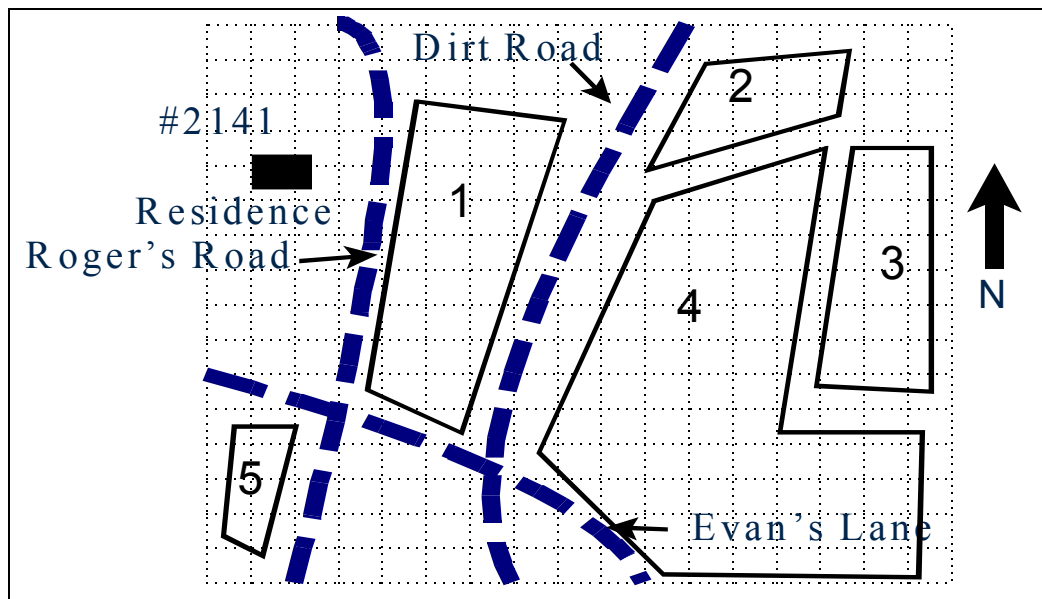 Dirt Road
2
#2141
1
Residence
Roger's Road
3
4
N
5
Evan's Lane